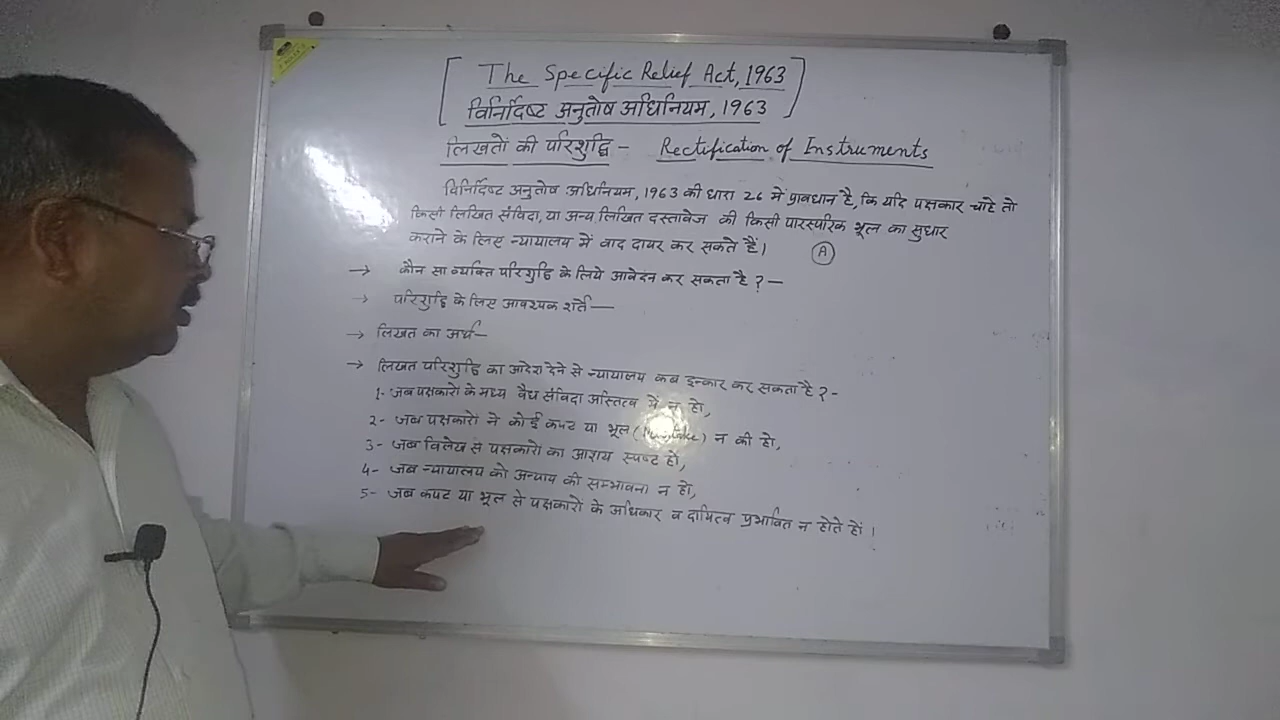 [ The Specific Relief Act, 1963
विनिर्दिष्ट अनुतोष अधिनियम, 1963 ]
लिखतों की परिशुद्धि - Rectification of Instruments
विनिर्दिष्ट अनुतोष अधिनियम, 1963 की धारा 26 में प्रावधान है, कि यदि पक्षकार चाहे तो
किसी लिखित संविदा, या अन्य लिखित दस्तावेज की किसी पारस्परिक भूल का सुधार
कराने के लिए न्यायालय में वाद दायर कर सकते हैं। (A)
→ कौन सा व्यक्ति परिशुद्धि के लिये आवेदन कर सकता है ? —
→ परिशुद्धि के लिए आवश्यक शर्ते —
→ लिखत का अर्थ —
→ लिखत परिशुद्धि का आदेश देने से न्यायालय कब इन्कार कर सकता है ? -
1- जब पक्षकारो के मध्य वैध संविदा अस्तित्व में न हो,
2- जब पक्षकारो ने कोई कपट या भूल (Mistake) न की हो,
3- जब विलेख से पक्षकारो का आशय स्पष्ट हो,
4- जब न्यायालय को अन्याय की सम्भावना न हो,
5- जब कपट या भूल से पक्षकारो के अधिकार व दायित्व प्रभावित न होते हों ।